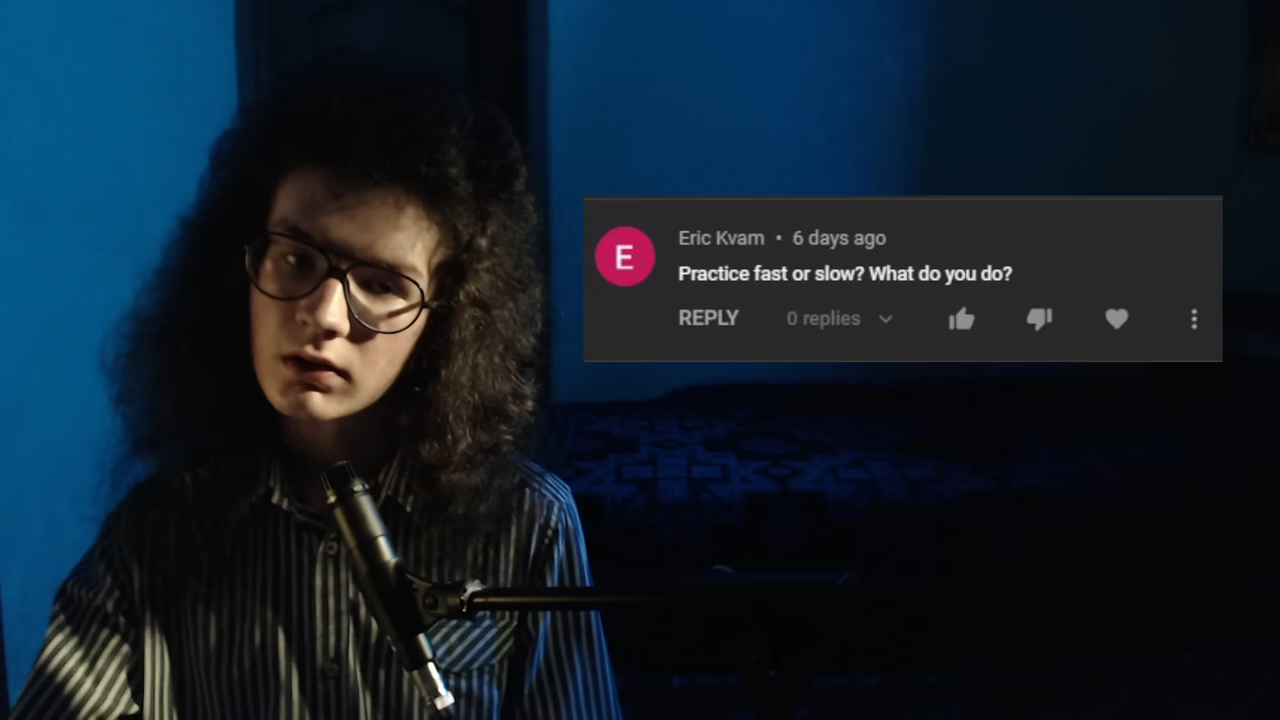 E
Eric Kvam • 6 days ago
Practice fast or slow? What do you do?
REPLY 0 replies